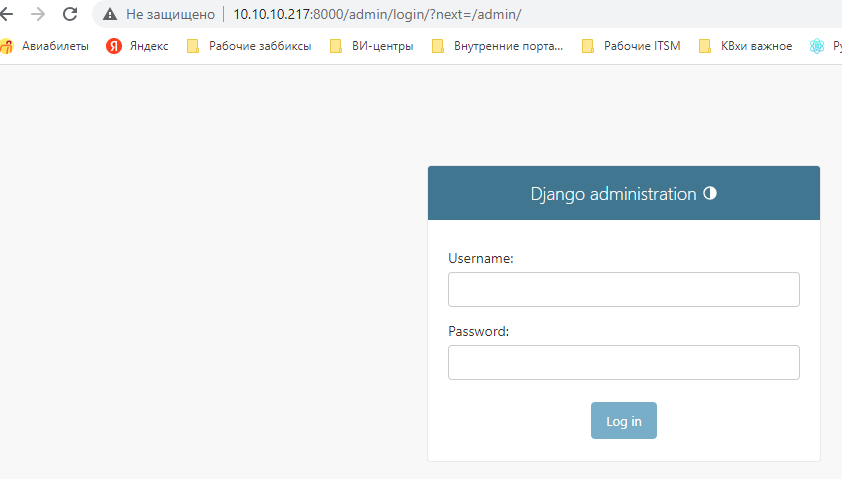 Не защищено 10.10.10.217:8000/admin/login/?next=/admin/
Авиабилеты Яндекс Рабочие заббиксы ВИ-центры Внутренние порта... Рабочие ITSM КВхи важное
Django administration
Username:
Password:
Log in